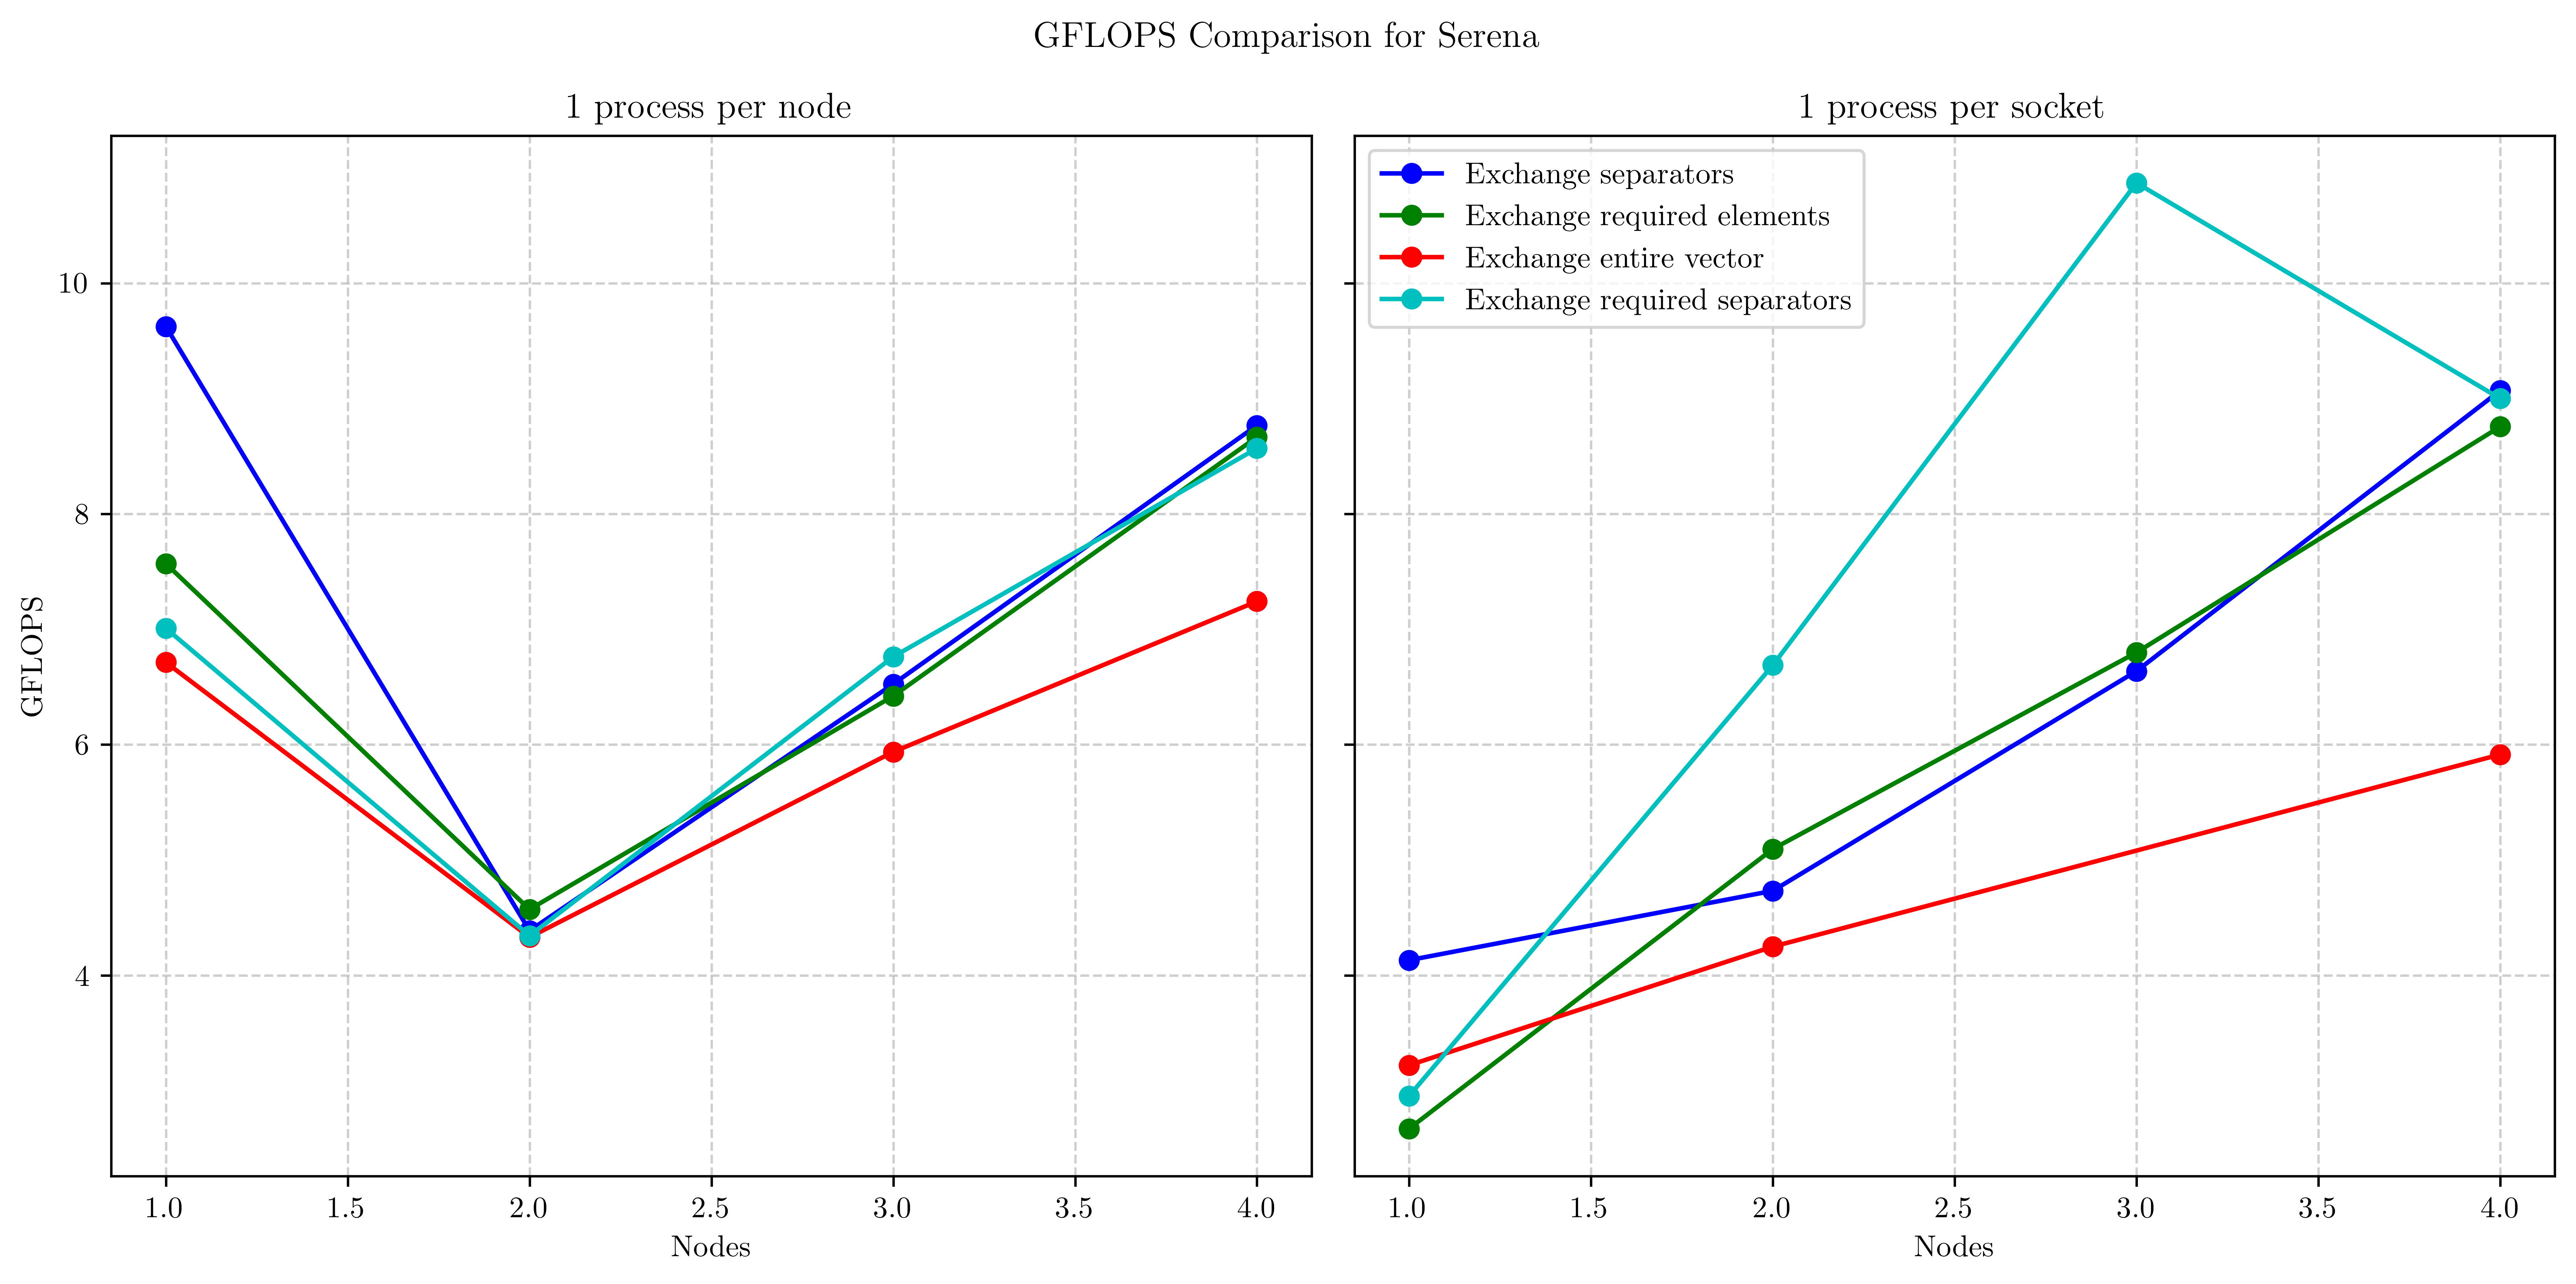 GFLOPS Comparison for Serena
1 process per node
1 process per socket
GFLOPS
10
8
6
4
1.0 1.5 2.0 2.5 3.0 3.5 4.0
Nodes
Exchange separators
Exchange required elements
Exchange entire vector
Exchange required separators
1.0 1.5 2.0 2.5 3.0 3.5 4.0
Nodes